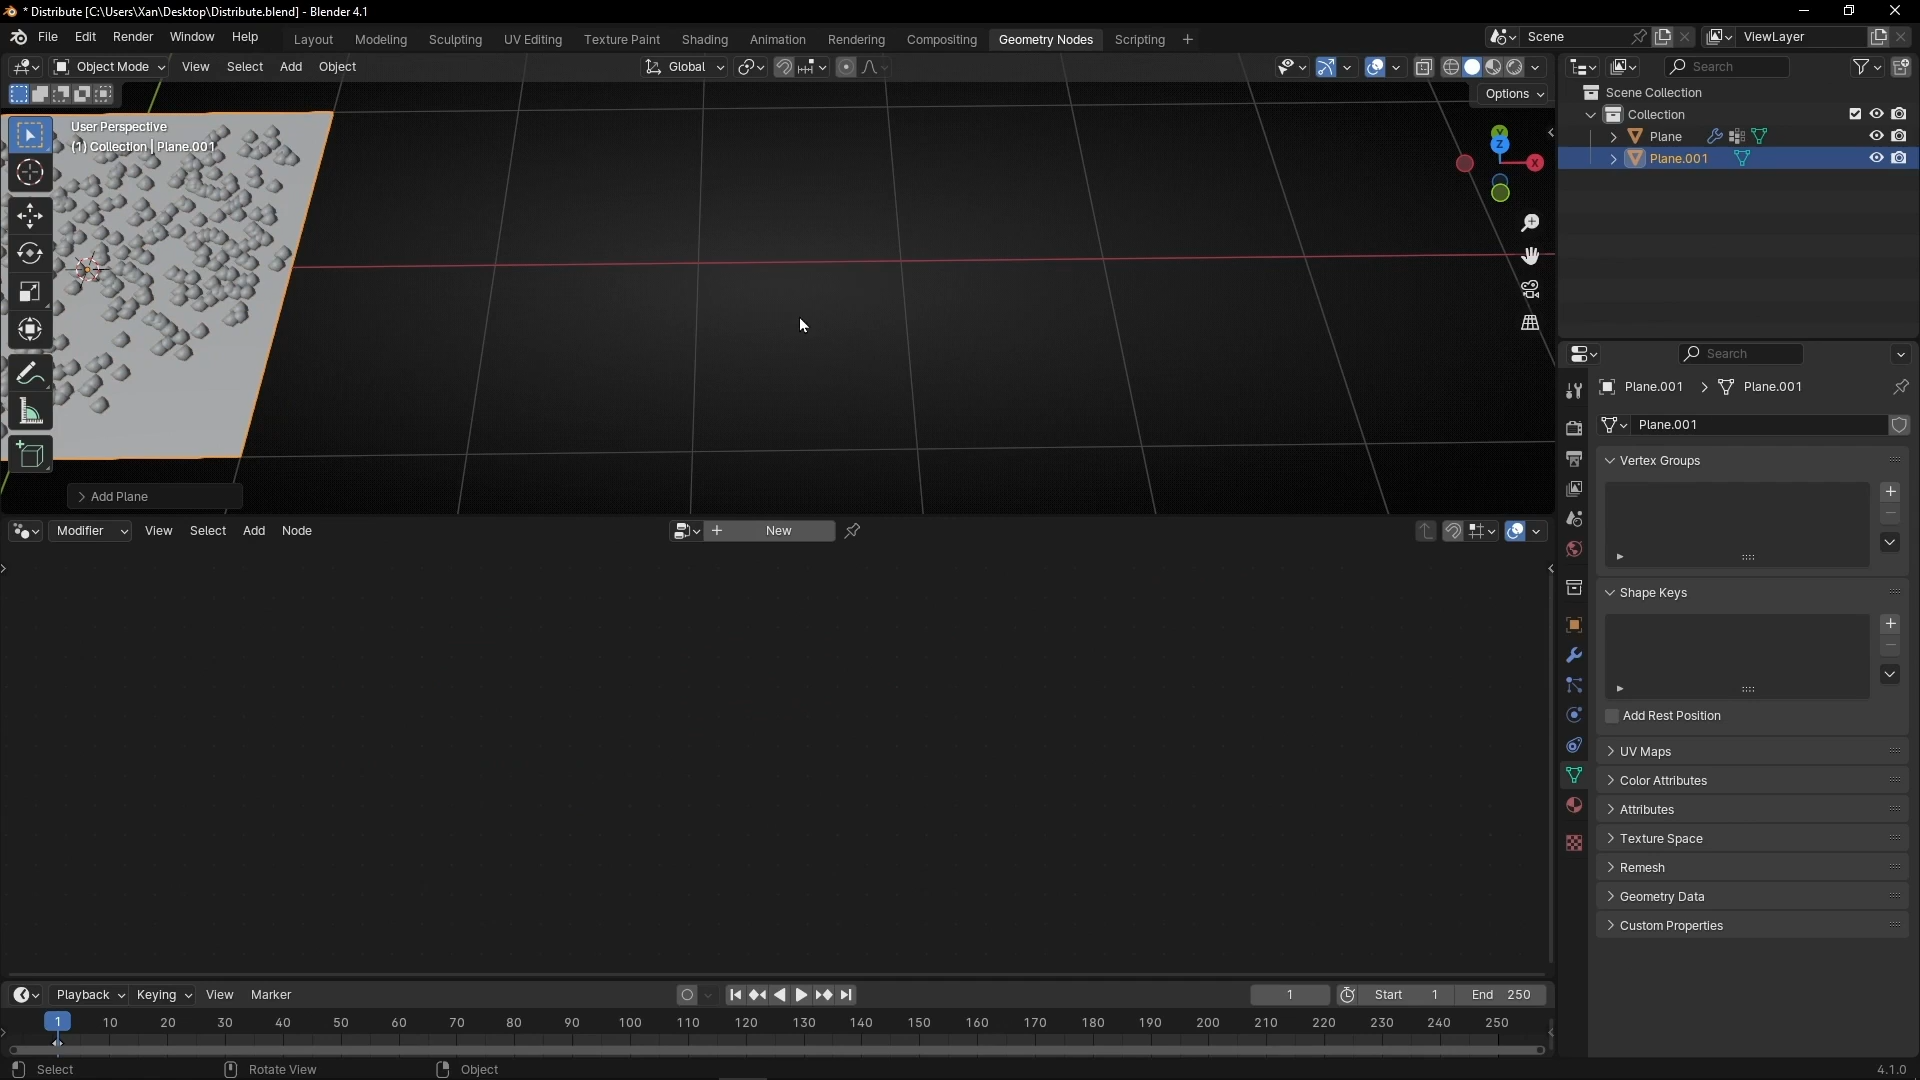 * Distribute [C:\Users\Xan\Desktop\Distribute.blend] - Blender 4.1
File Edit Render Window Help Layout Modeling Sculpting UV Editing Texture Paint Shading Animation Rendering Compositing Geometry Nodes Scripting + Scene ViewLayer
Object Mode View Select Add Object Global Search
Options
User Perspective
(1) Collection | Plane.001
Y
Z
X
Add Plane
Scene Collection
Collection
Plane
Plane.001
Modifier View Select Add Node + New
Search
Plane.001 > Plane.001
Plane.001
Vertex Groups
Shape Keys
Add Rest Position
UV Maps
Color Attributes
Attributes
Texture Space
Remesh
Geometry Data
Custom Properties
Playback Keying View Marker 1 Start 1 End 250
1 10 20 30 40 50 60 70 80 90 100 110 120 130 140 150 160 170 180 190 200 210 220 230 240 250
Select Rotate View Object 4.1.0